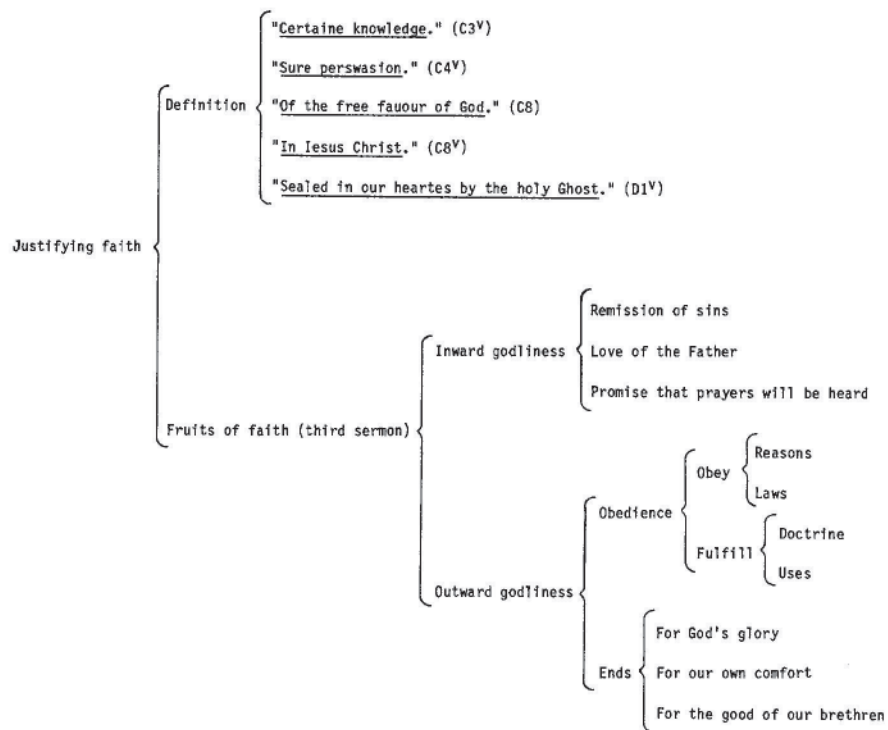 "Certaine knowledge." (C3ᵛ)
"Sure perswasion." (C4ᵛ)
Definition
"Of the free fauour of God." (C8)
"In Iesus Christ." (C8ᵛ)
"Sealed in our heartes by the holy Ghost." (D1ᵛ)
Justifying faith
Remission of sins
Inward godliness
Love of the Father
Promise that prayers will be heard
Fruits of faith (third sermon)
Reasons
Obey
Laws
Obedience
Doctrine
Fulfill
Uses
Outward godliness
For God's glory
Ends
For our own comfort
For the good of our brethren